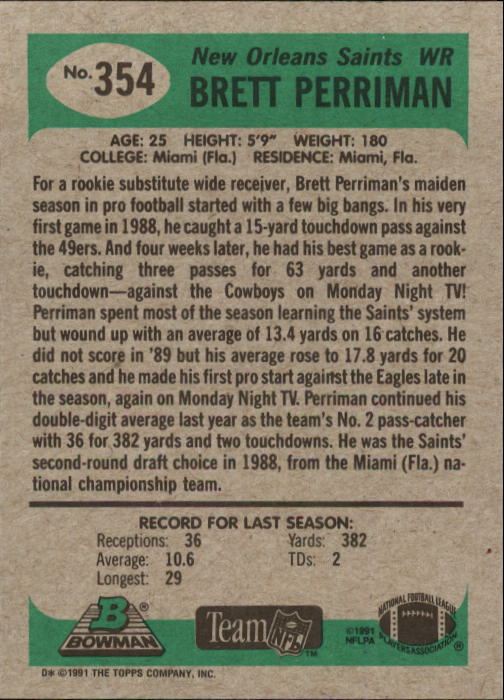 No. 354
New Orleans Saints WR
BRETT PERRIMAN
AGE: 25 HEIGHT: 5'9" WEIGHT: 180
COLLEGE: Miami (Fla.) RESIDENCE: Miami, Fla.
For a rookie substitute wide receiver, Brett Perriman's maiden
season in pro football started with a few big bangs. In his very
first game in 1988, he caught a 15-yard touchdown pass against
the 49ers. And four weeks later, he had his best game as a rook-
ie, catching three passes for 63 yards and another
touchdown—against the Cowboys on Monday Night TV!
Perriman spent most of the season learning the Saints' system
but wound up with an average of 13.4 yards on 16 catches. He
did not score in '89 but his average rose to 17.8 yards for 20
catches and he made his first pro start against the Eagles late in
the season, again on Monday Night TV. Perriman continued his
double-digit average last year as the team's No. 2 pass-catcher
with 36 for 382 yards and two touchdowns. He was the Saints'
second-round draft choice in 1988, from the Miami (Fla.) na-
tional championship team.
RECORD FOR LAST SEASON:
Receptions: 36 Yards: 382
Average: 10.6 TDs: 2
Longest: 29
B®
BOWMAN
Team NFL™
©1991
NFLPA
NATIONAL FOOTBALL LEAGUE
PLAYERS ASSOCIATION®
D* ©1991 THE TOPPS COMPANY, INC.